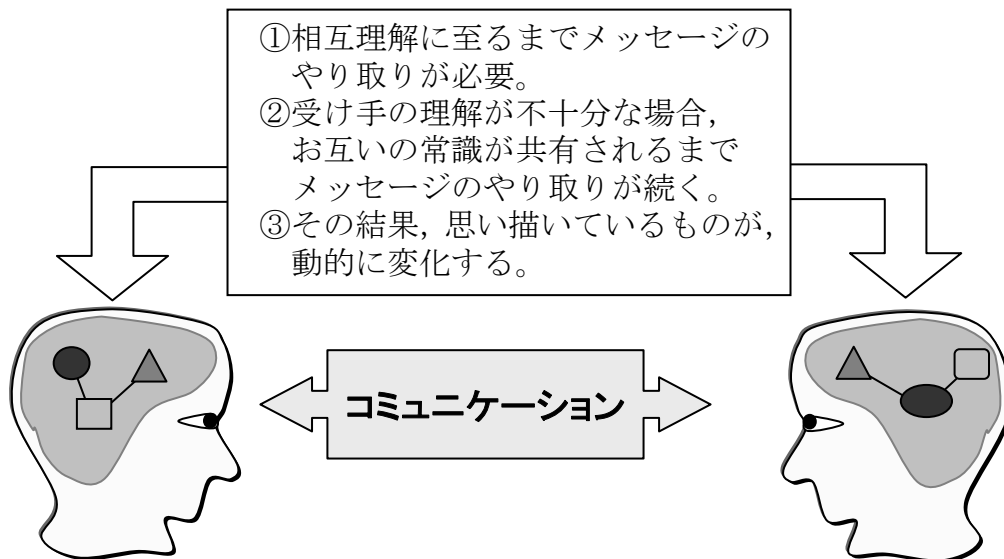 ①相互理解に至るまでメッセージの
やり取りが必要。
②受け手の理解が不十分な場合,
お互いの常識が共有されるまで
メッセージのやり取りが続く。
③その結果, 思い描いているものが,
動的に変化する。
コミュニケーション